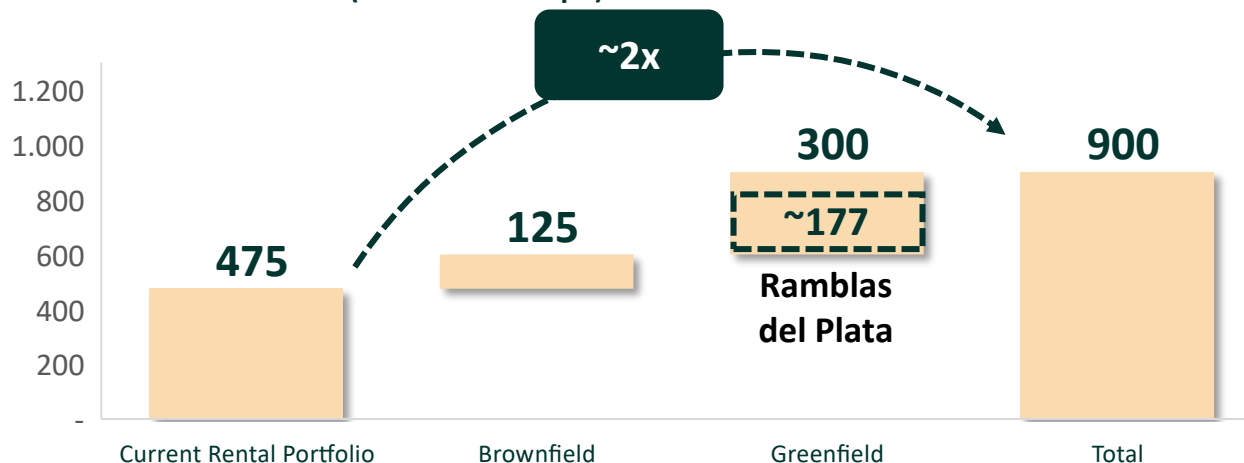 ~2x
1.200
1.000
800
600
400
200
-
475
125
300
~177
Ramblas
del Plata
900
Current Rental Portfolio
Brownfield
Greenfield
Total